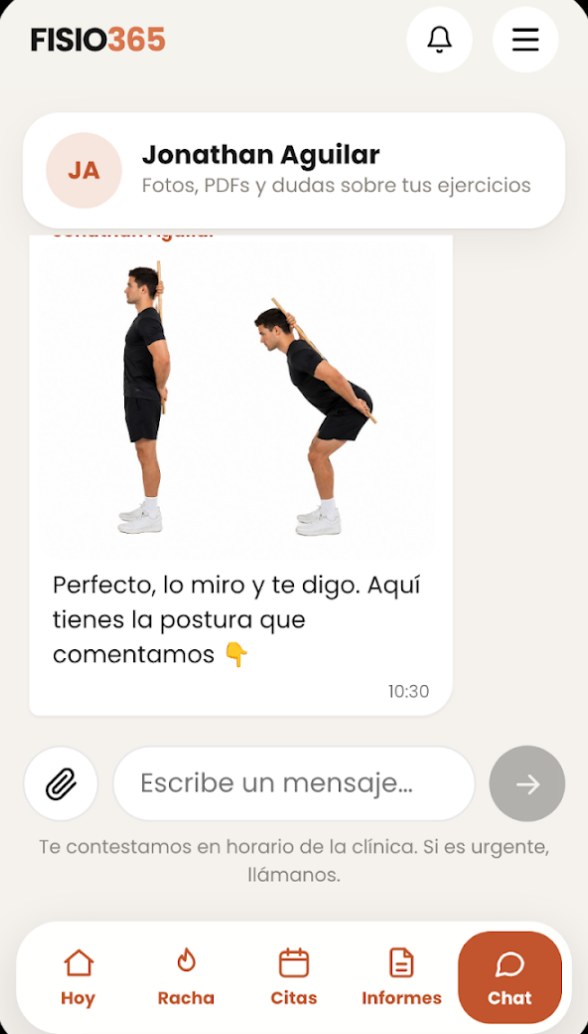 FISIO365
JA
Jonathan Aguilar
Fotos, PDFs y dudas sobre tus ejercicios
Jonathan Aguilar
Perfecto, lo miro y te digo. Aquí
tienes la postura que
comentamos 👇
10:30
Escribe un mensaje...
Te contestamos en horario de la clínica. Si es urgente,
llámanos.
Hoy
Racha
Citas
Informes
Chat